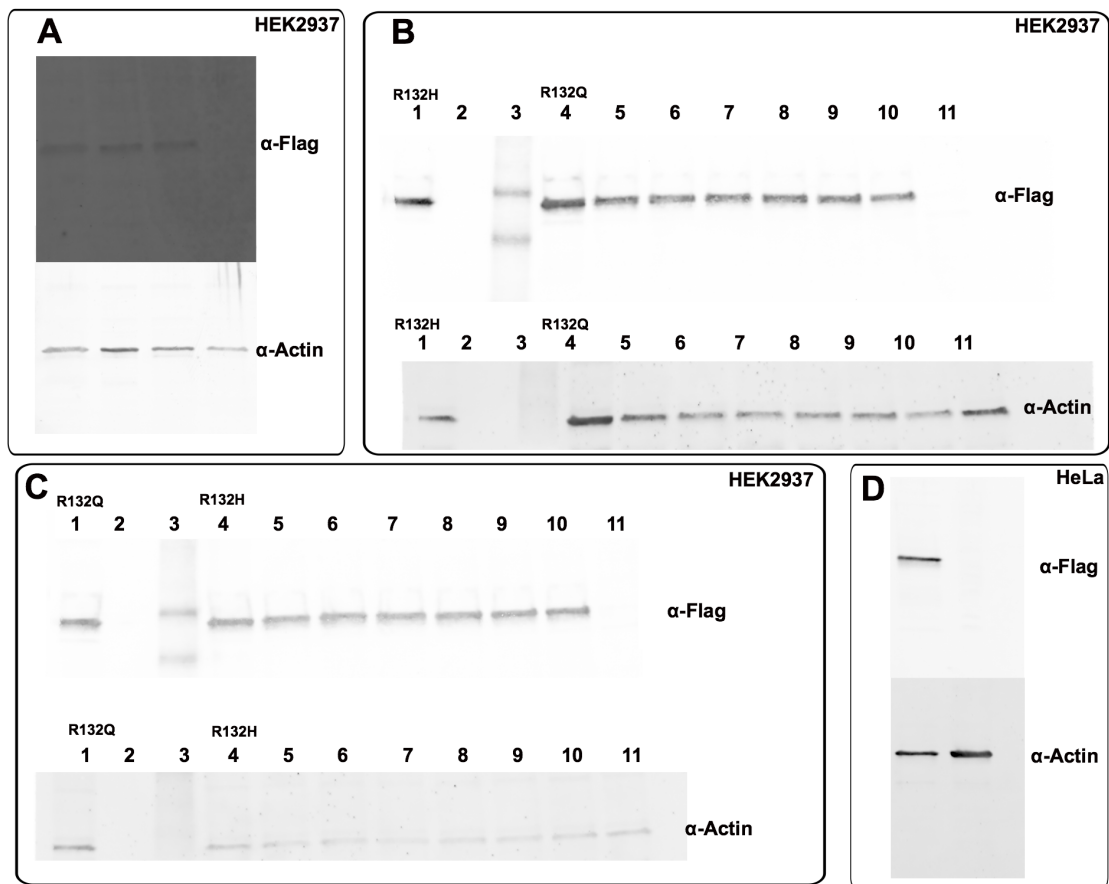 A
HEK2937
α-Flag
α-Actin
B
HEK2937
R132H R132Q
1 2 3 4 5 6 7 8 9 10 11
α-Flag
R132H R132Q
1 2 3 4 5 6 7 8 9 10 11
α-Actin
C
HEK2937
R132Q R132H
1 2 3 4 5 6 7 8 9 10 11
α-Flag
R132Q R132H
1 2 3 4 5 6 7 8 9 10 11
α-Actin
D
HeLa
α-Flag
α-Actin